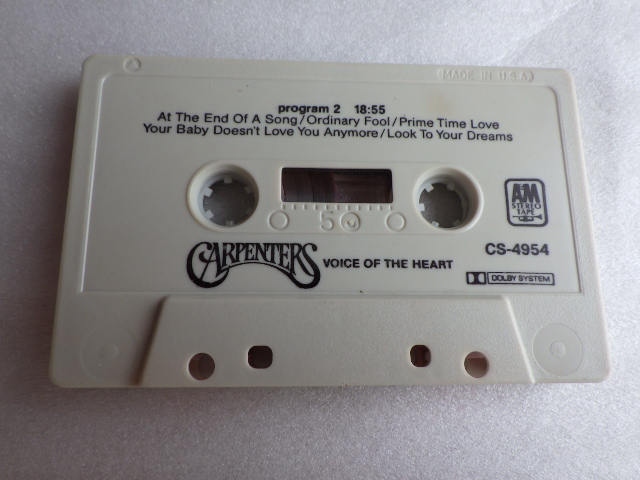 MADE IN U.S.A.
program 2 18:55
At The End Of A Song/Ordinary Fool/Prime Time Love
Your Baby Doesn't Love You Anymore/Look To Your Dreams
A&M
STEREO
TAPE
50
CARPENTERS VOICE OF THE HEART
CS-4954
DOLBY SYSTEM